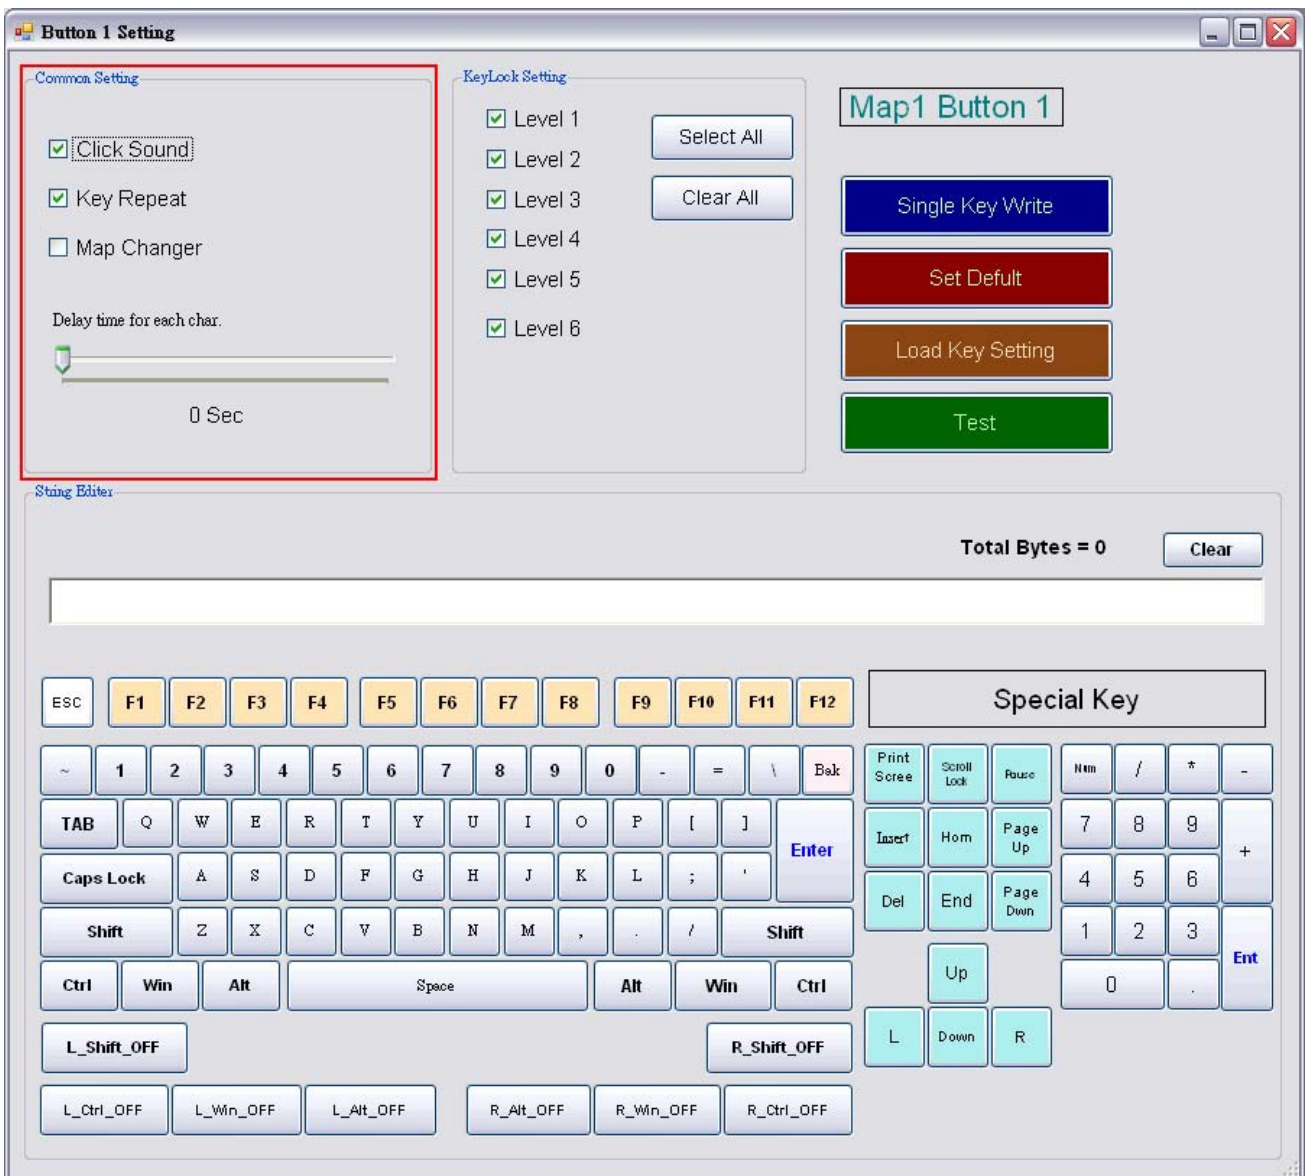 Button 1 Setting
Common Setting
Click Sound
Key Repeat
Map Changer
Delay time for each char.
0 Sec
KeyLock Setting
Level 1
Level 2
Level 3
Level 4
Level 5
Level 6
Select All
Clear All
Map1 Button 1
Single Key Write
Set Defult
Load Key Setting
Test
String Editer
Total Bytes = 0 Clear
ESC F1 F2 F3 F4 F5 F6 F7 F8 F9 F10 F11 F12
~ 1 2 3 4 5 6 7 8 9 0 - = \ Bak
TAB Q W E R T Y U I O P [ ] Enter
Caps Lock A S D F G H J K L ; '
Shift Z X C V B N M , . / Shift
Ctrl Win Alt Space Alt Win Ctrl
L_Shift_OFF R_Shift_OFF
L_Ctrl_OFF L_Win_OFF L_Alt_OFF R_Alt_OFF R_Win_OFF R_Ctrl_OFF
Special Key
Print
Scree
Scroll
Lock
Pause
Insert
Hom
Page
Up
Del
End
Page
Dwn
Up
L Down R
Num / * -
7 8 9 +
4 5 6
1 2 3 Ent
0 .